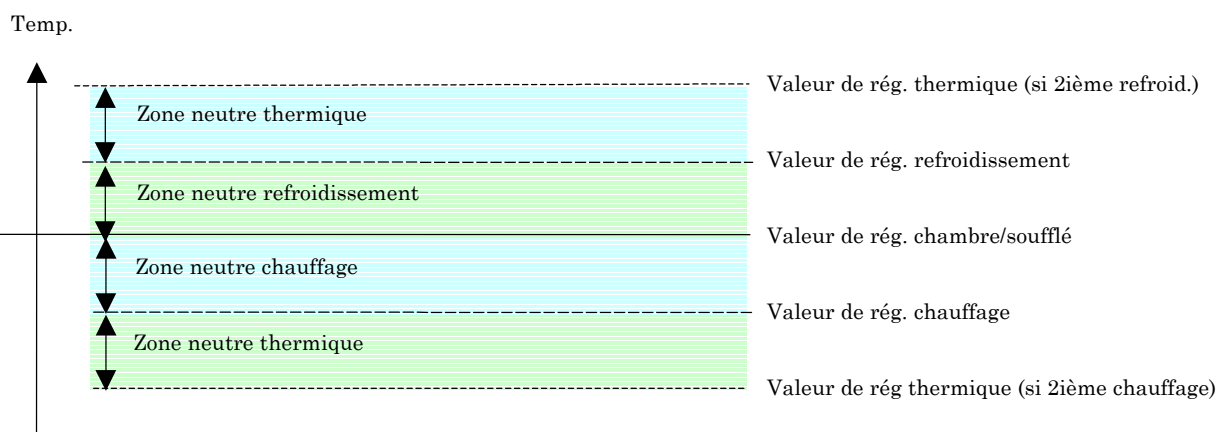 Temp.
Valeur de rég. thermique (si 2ième refroid.)
Zone neutre thermique
Valeur de rég. refroidissement
Zone neutre refroidissement
Valeur de rég. chambre/soufflé
Zone neutre chauffage
Valeur de rég. chauffage
Zone neutre thermique
Valeur de rég thermique (si 2ième chauffage)